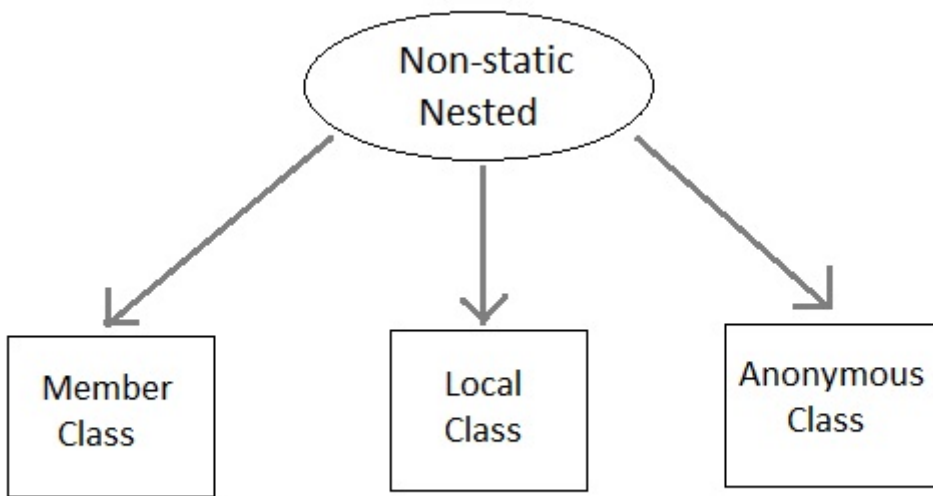 Non-static
Nested
Member
Class
Local
Class
Anonymous
Class